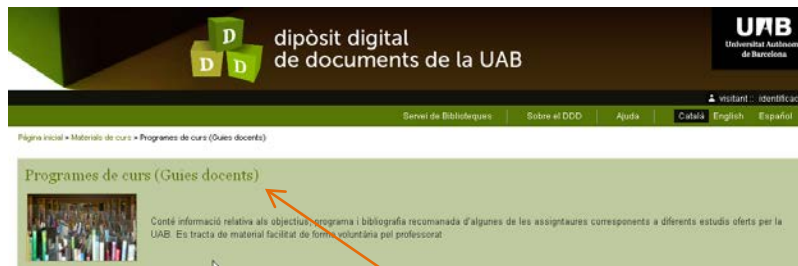 D
D D
dipòsit digital
de documents de la UAB
UAB
Universitat Autònoma
de Barcelona
visitant :: identificac
Servei de Biblioteques | Sobre el DDD | Ajuda | Català English Español
Pàgina inicial » Materials de curs » Programes de curs (Guies docents)
Programes de curs (Guies docents)
Conté informació relativa als objectius, programa i bibliografia recomanada d'algunes de les assignatures corresponents a diferents estudis oferts per la
UAB. Es tracta de material facilitat de forma voluntària pel professorat